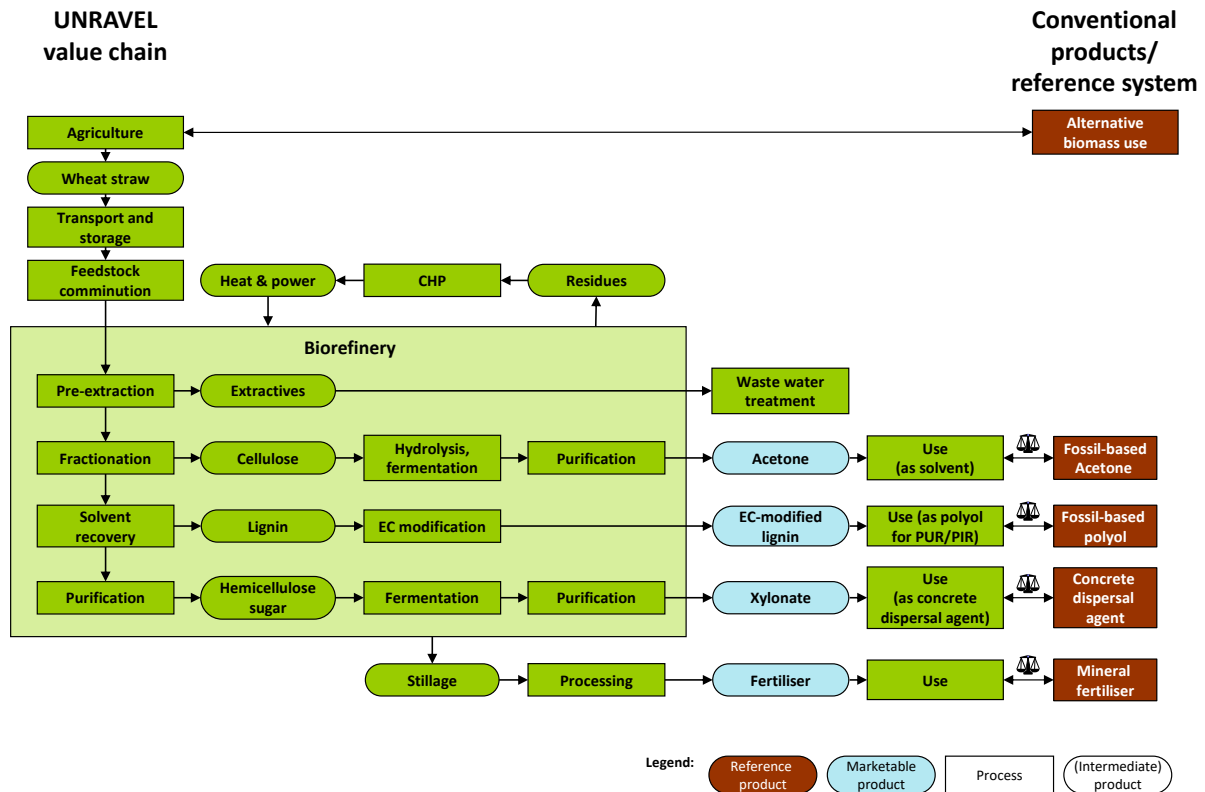 UNRAVEL
value chain
Conventional
products/
reference system
Agriculture
Alternative
biomass use
Wheat straw
Transport and
storage
Feedstock
comminution
Heat & power
CHP
Residues
Biorefinery
Pre-extraction
Extractives
Waste water
treatment
Fractionation
Cellulose
Hydrolysis,
fermentation
Purification
Acetone
Use
(as solvent)
Fossil-based
Acetone
Solvent
recovery
Lignin
EC modification
EC-modified
lignin
Use (as polyol
for PUR/PIR)
Fossil-based
polyol
Purification
Hemicellulose
sugar
Fermentation
Purification
Xylonate
Use
(as concrete
dispersal agent)
Concrete
dispersal
agent
Stillage
Processing
Fertiliser
Use
Mineral
fertiliser
Legend:
Reference
product
Marketable
product
Process
(Intermediate)
product